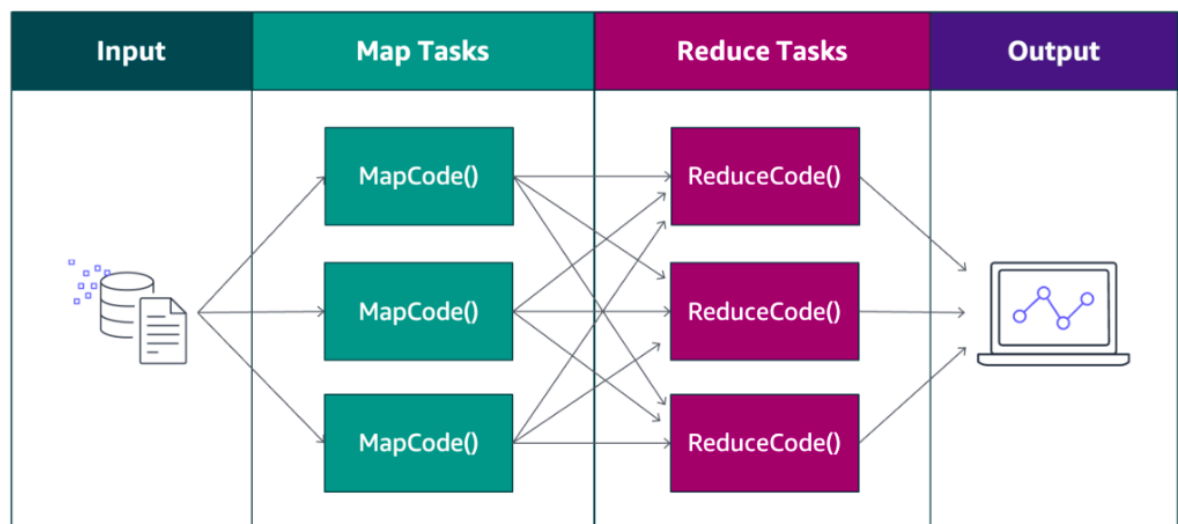 Input
Map Tasks
Reduce Tasks
Output
MapCode()
ReduceCode()
MapCode()
ReduceCode()
MapCode()
ReduceCode()